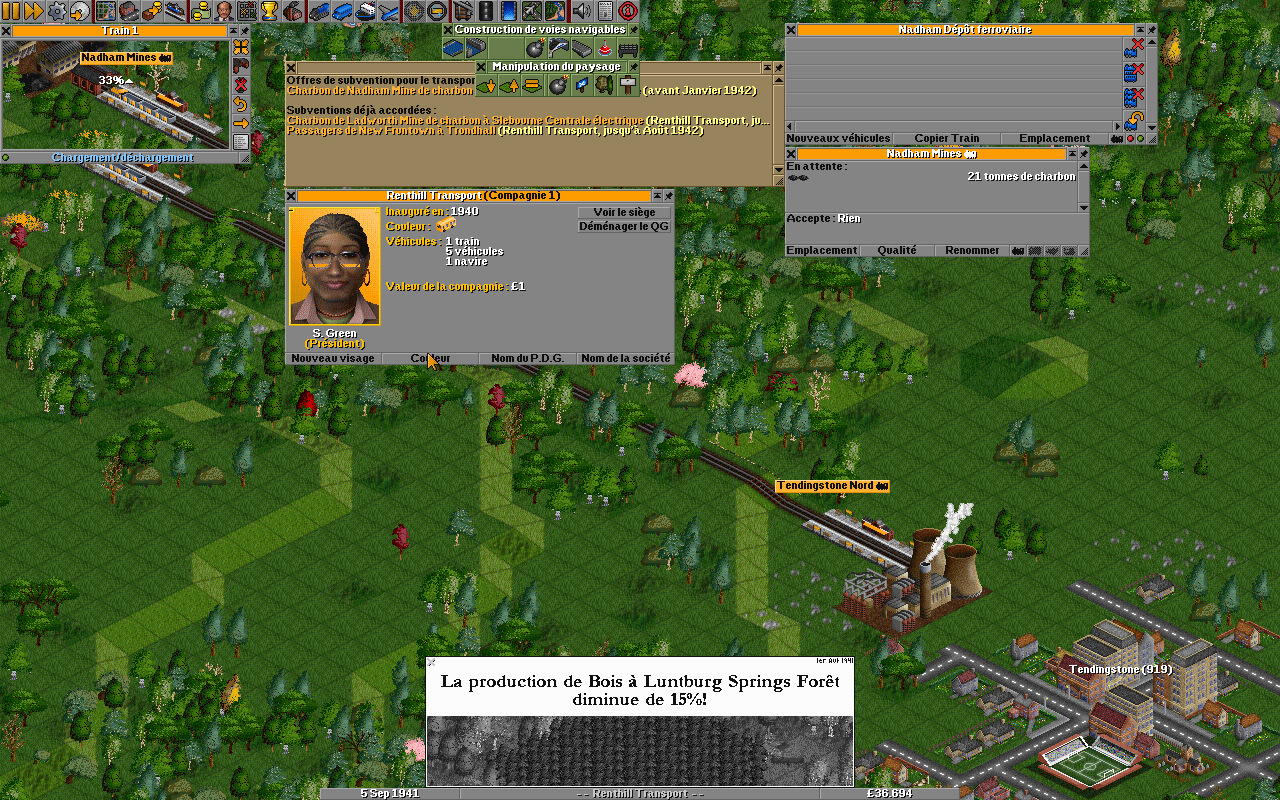 Train 1
Nadham Mines
33%
Chargement/déchargement
Construction de voies navigables
Manipulation du paysage
Offres de subvention pour le transpor
Charbon de Nadham Mine de charbon
(avant Janvier 1942)
Subventions déjà accordées :
Charbon de Ladworth Mine de charbon à Slebourne Centrale électrique (Renthill Transport, ju...
Passagers de New Fruntown à Trondhall (Renthill Transport, jusqu'à Août 1942)
Nadham Dépôt ferroviaire
Nouveaux véhicules
Copier Train
Emplacement
Nadham Mines
En attente :
21 tonnes de charbon
Accepte : Rien
Emplacement
Qualité
Renommer
Renthill Transport (Compagnie 1)
Inauguré en : 1940
Couleur :
Véhicules : 1 train
5 véhicules
1 navire
Valeur de la compagnie : £1
Voir le siège
Déménager le QG
S. Green
(Président)
Nouveau visage
Couleur
Nom du P.D.G.
Nom de la société
Tendingstone Nord
Tendingstone (919)
1er Avr 1941
La production de Bois à Luntburg Springs Forêt
diminue de 15%!
5 Sep 1941
-- Renthill Transport --
£36.694